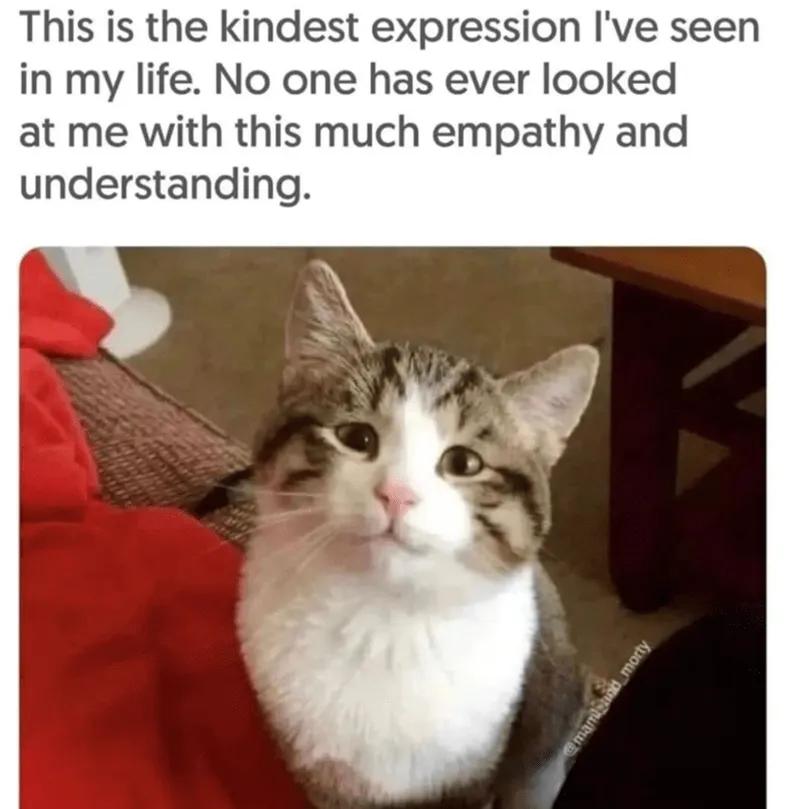 This is the kindest expression I've seen
in my life. No one has ever looked
at me with this much empathy and
understanding.